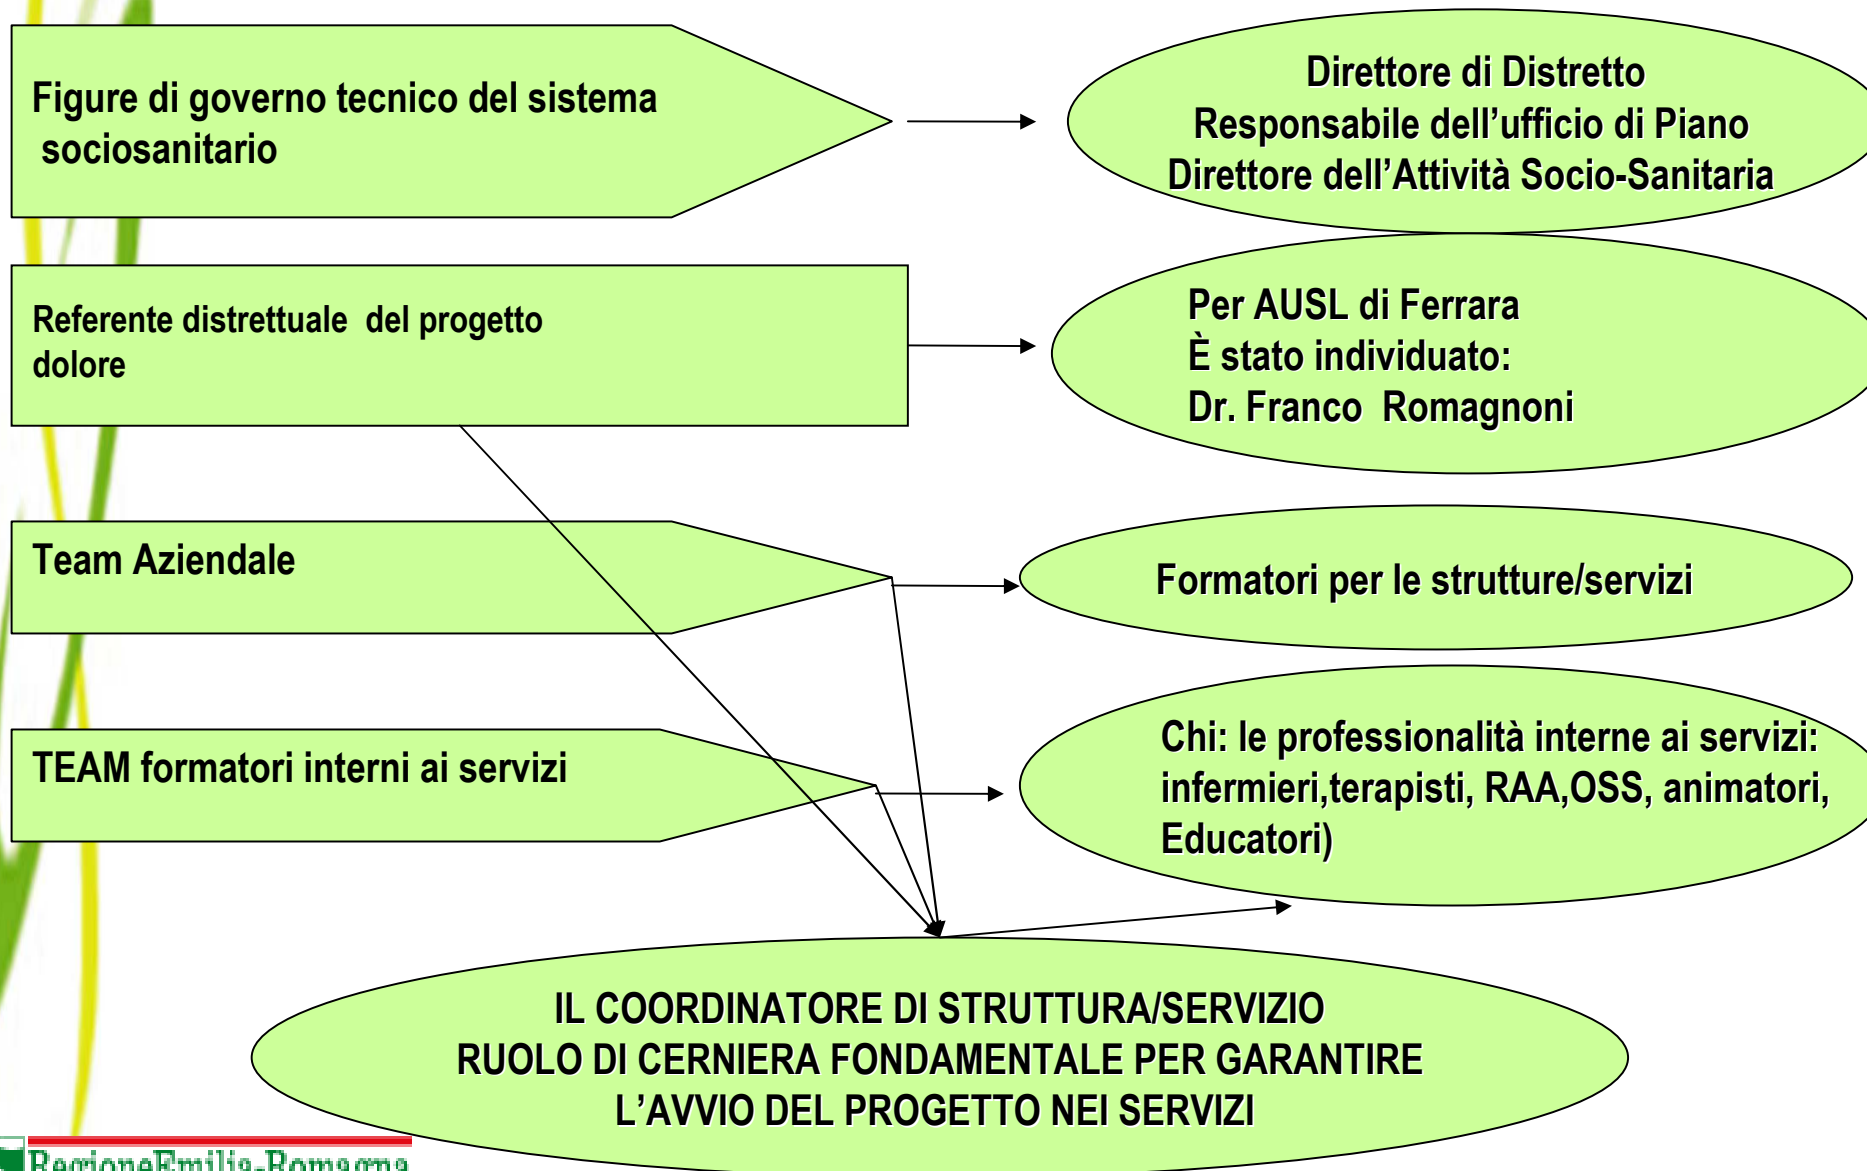 Figure di governo tecnico del sistema
sociosanitario
Direttore di Distretto
Responsabile dell’ufficio di Piano
Direttore dell’Attività Socio-Sanitaria
Referente distrettuale del progetto
dolore
Per AUSL di Ferrara
È stato individuato:
Dr. Franco Romagnoni
Team Aziendale
Formatori per le strutture/servizi
TEAM formatori interni ai servizi
Chi: le professionalità interne ai servizi:
infermieri,terapisti, RAA,OSS, animatori,
Educatori)
IL COORDINATORE DI STRUTTURA/SERVIZIO
RUOLO DI CERNIERA FONDAMENTALE PER GARANTIRE
L’AVVIO DEL PROGETTO NEI SERVIZI
RegioneEmilia-Romagna